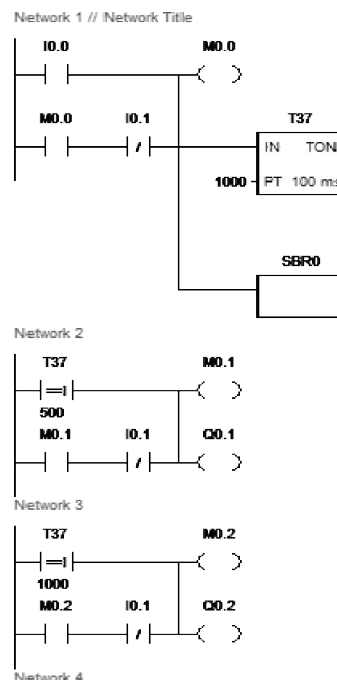 Network 1 // Network Title
I0.0 M0.0
M0.0 I0.1 T37
IN TON
1000 PT 100 ms
SBR0
Network 2
T37 M0.1
==I
500
M0.1 I0.1 Q0.1
Network 3
T37 M0.2
==I
1000
M0.2 I0.1 Q0.2
Network 4